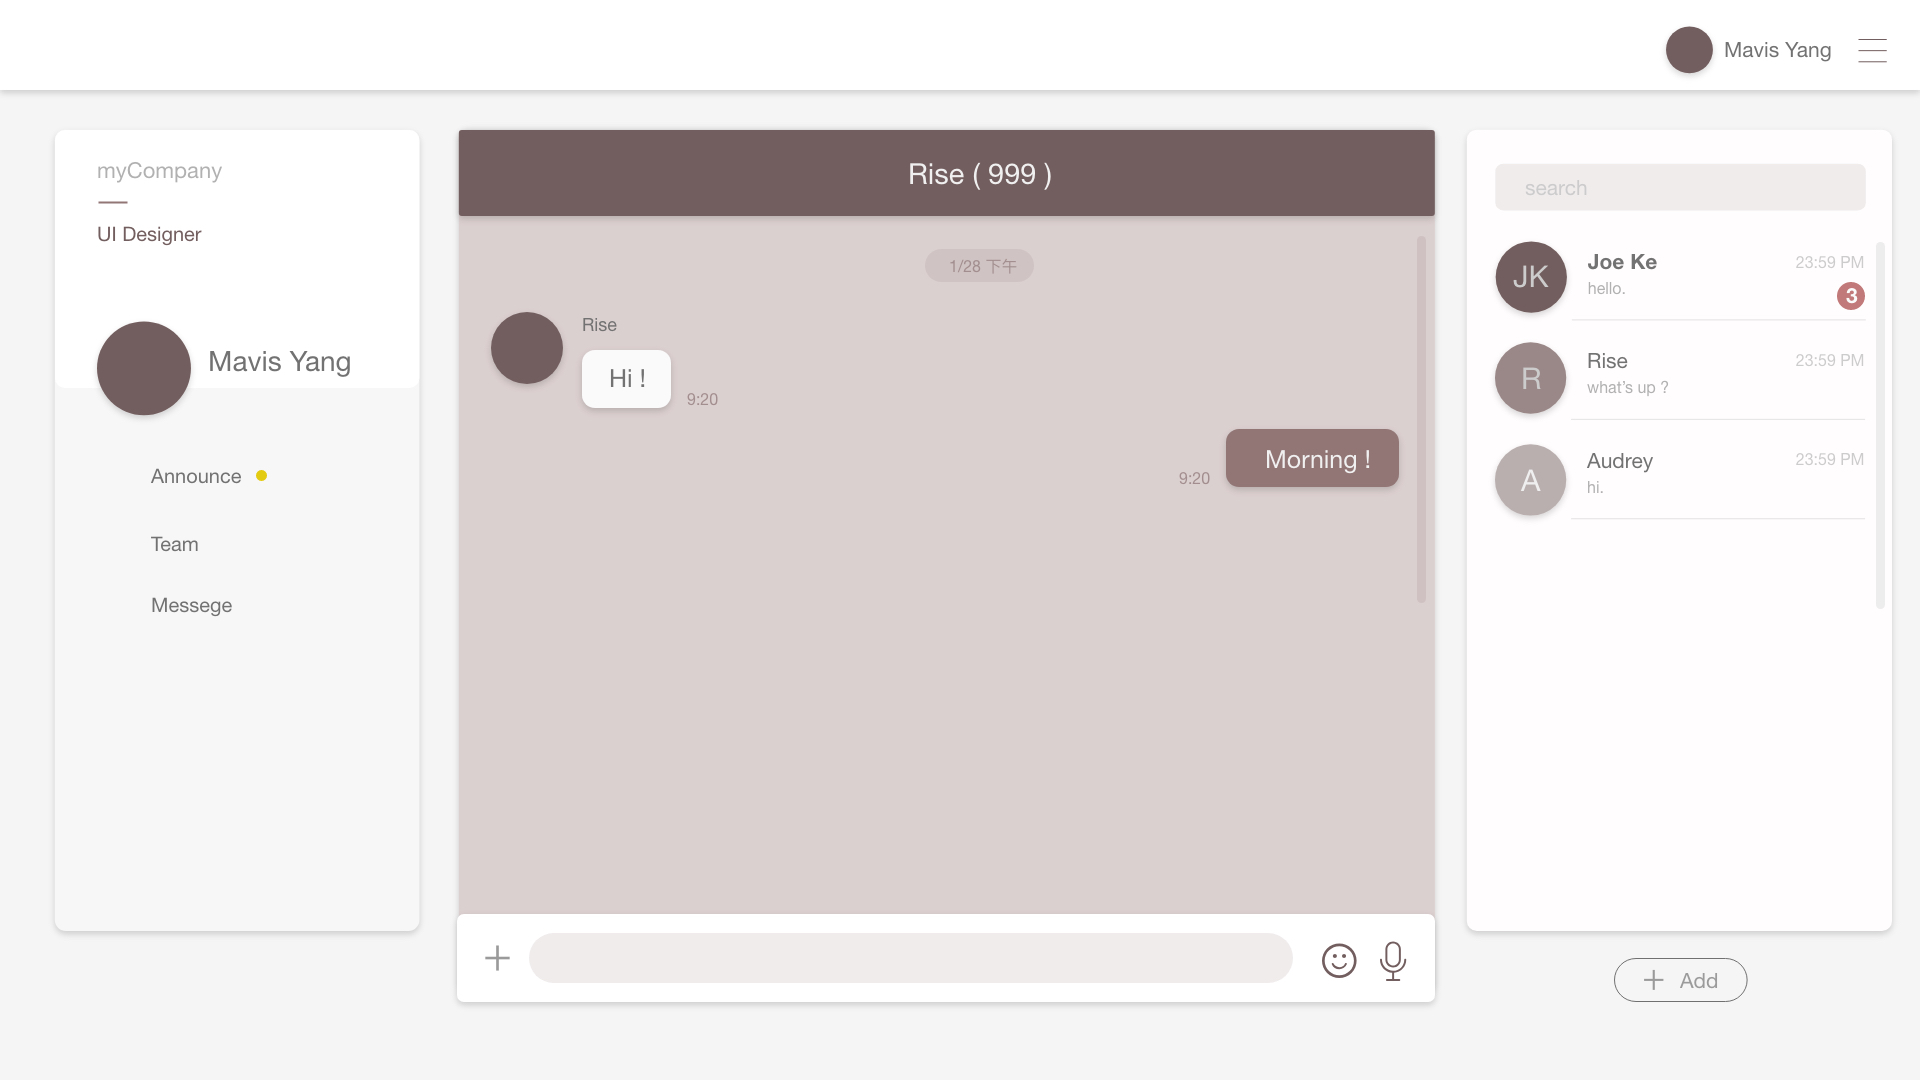 Mavis Yang
myCompany
UI Designer
Mavis Yang
Announce
Team
Messege
Rise ( 999 )
1/28 下午
Rise
Hi !
9:20
Morning !
9:20
search
JK
Joe Ke
23:59 PM
hello.
3
R
Rise
23:59 PM
what's up ?
A
Audrey
23:59 PM
hi.
Add